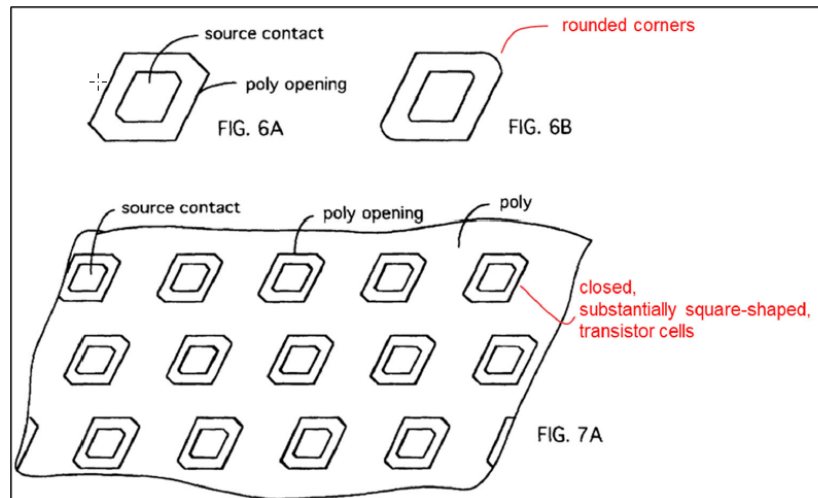 source contact
rounded corners
poly opening
FIG. 6A
FIG. 6B
source contact
poly opening
poly
closed,
substantially square-shaped,
transistor cells
FIG. 7A